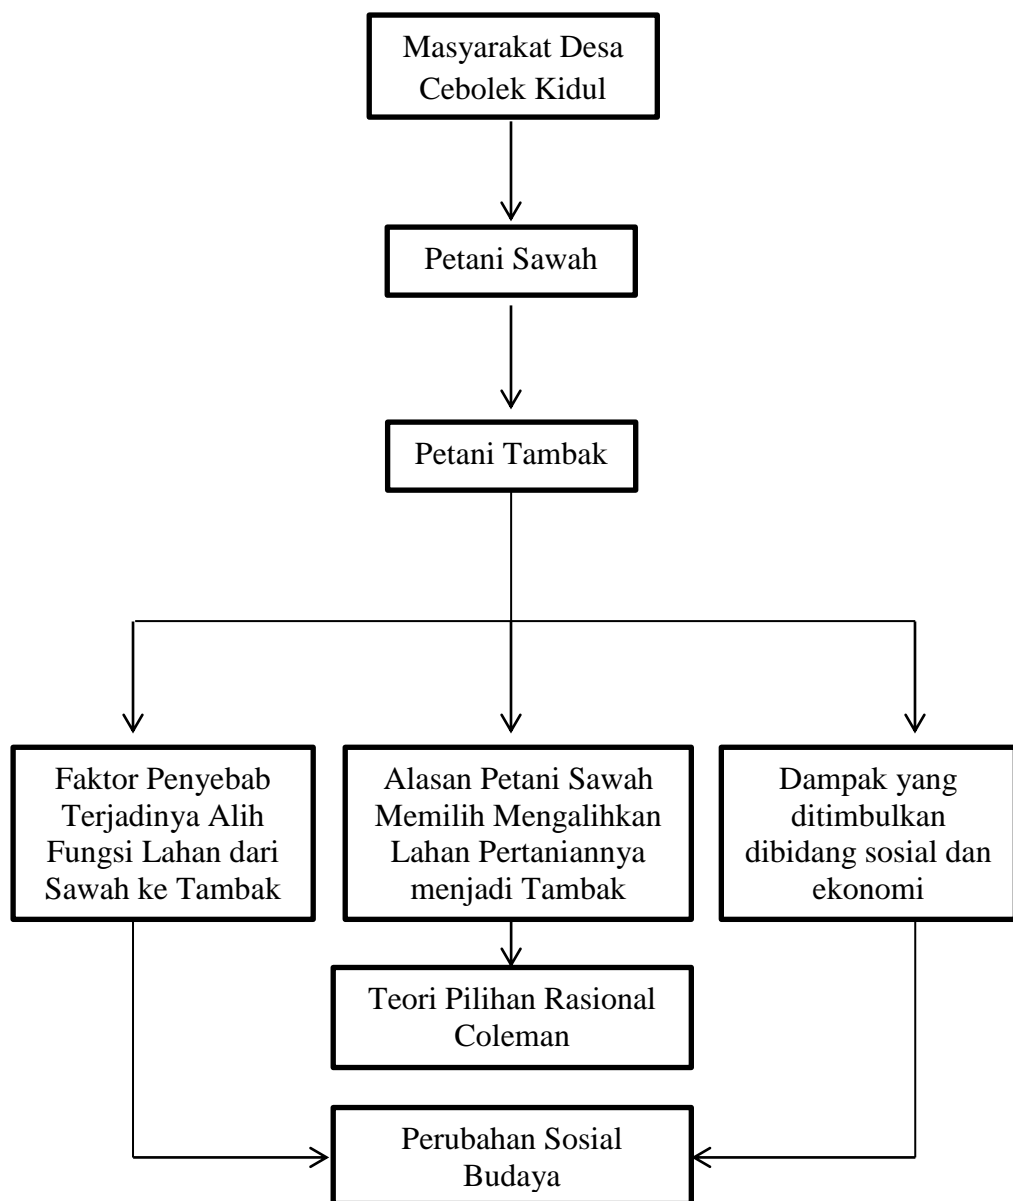 Masyarakat Desa
Cebolek Kidul
Petani Sawah
Petani Tambak
Faktor Penyebab
Terjadinya Alih
Fungsi Lahan dari
Sawah ke Tambak
Alasan Petani Sawah
Memilih Mengalihkan
Lahan Pertaniannya
menjadi Tambak
Dampak yang
ditimbulkan
dibidang sosial dan
ekonomi
Teori Pilihan Rasional
Coleman
Perubahan Sosial
Budaya